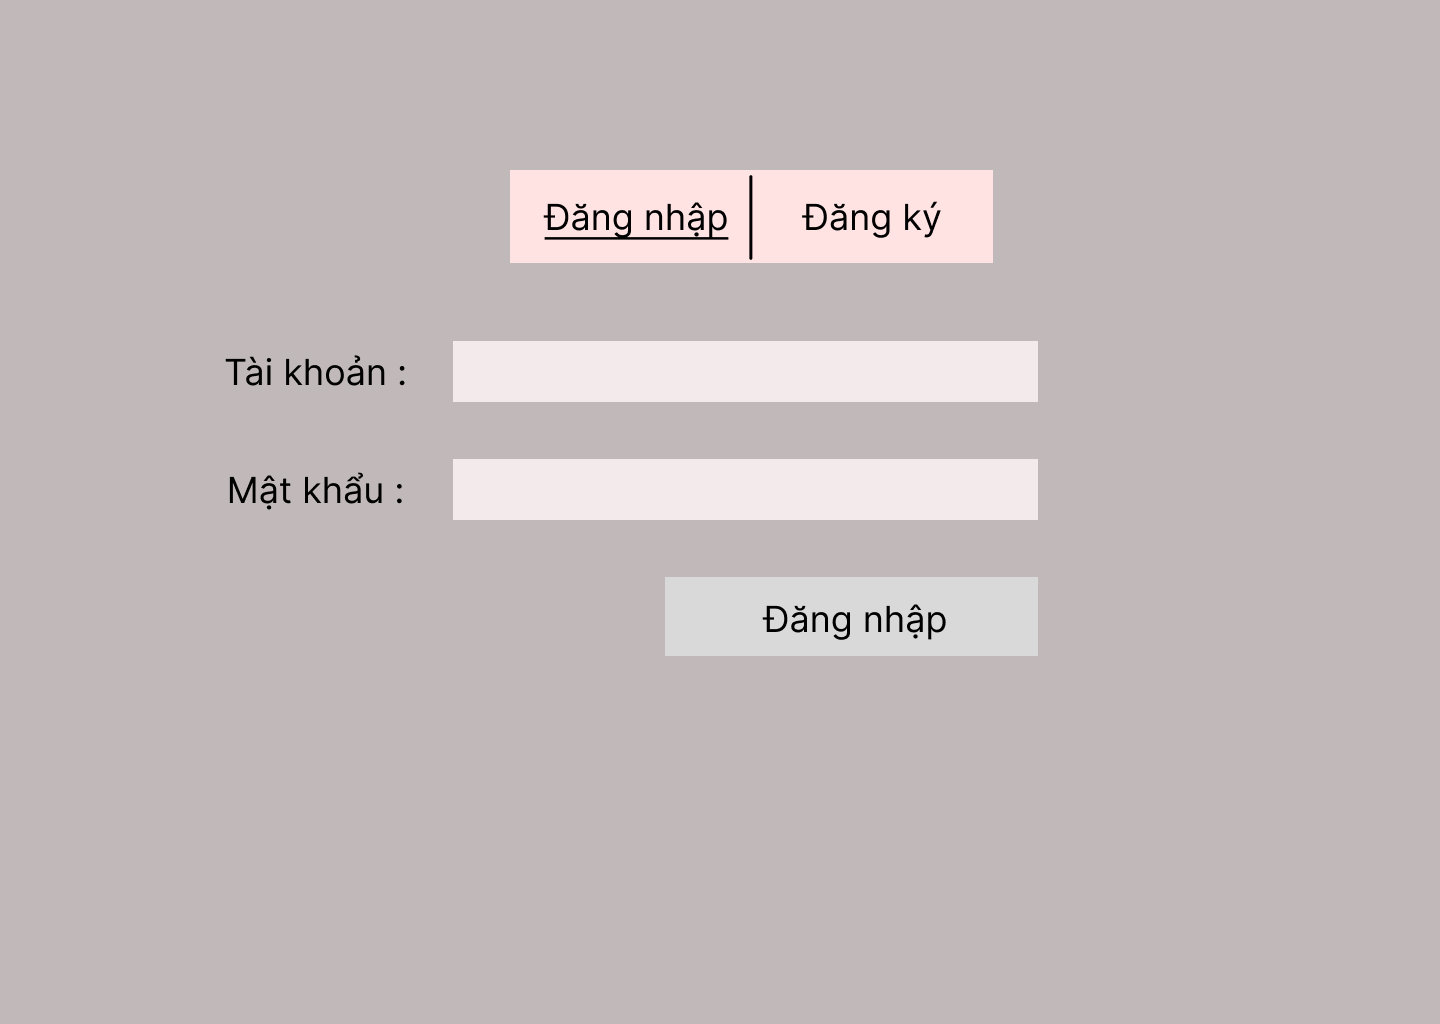 Đăng nhập Đăng ký
Tài khoản :
Mật khẩu :
Đăng nhập